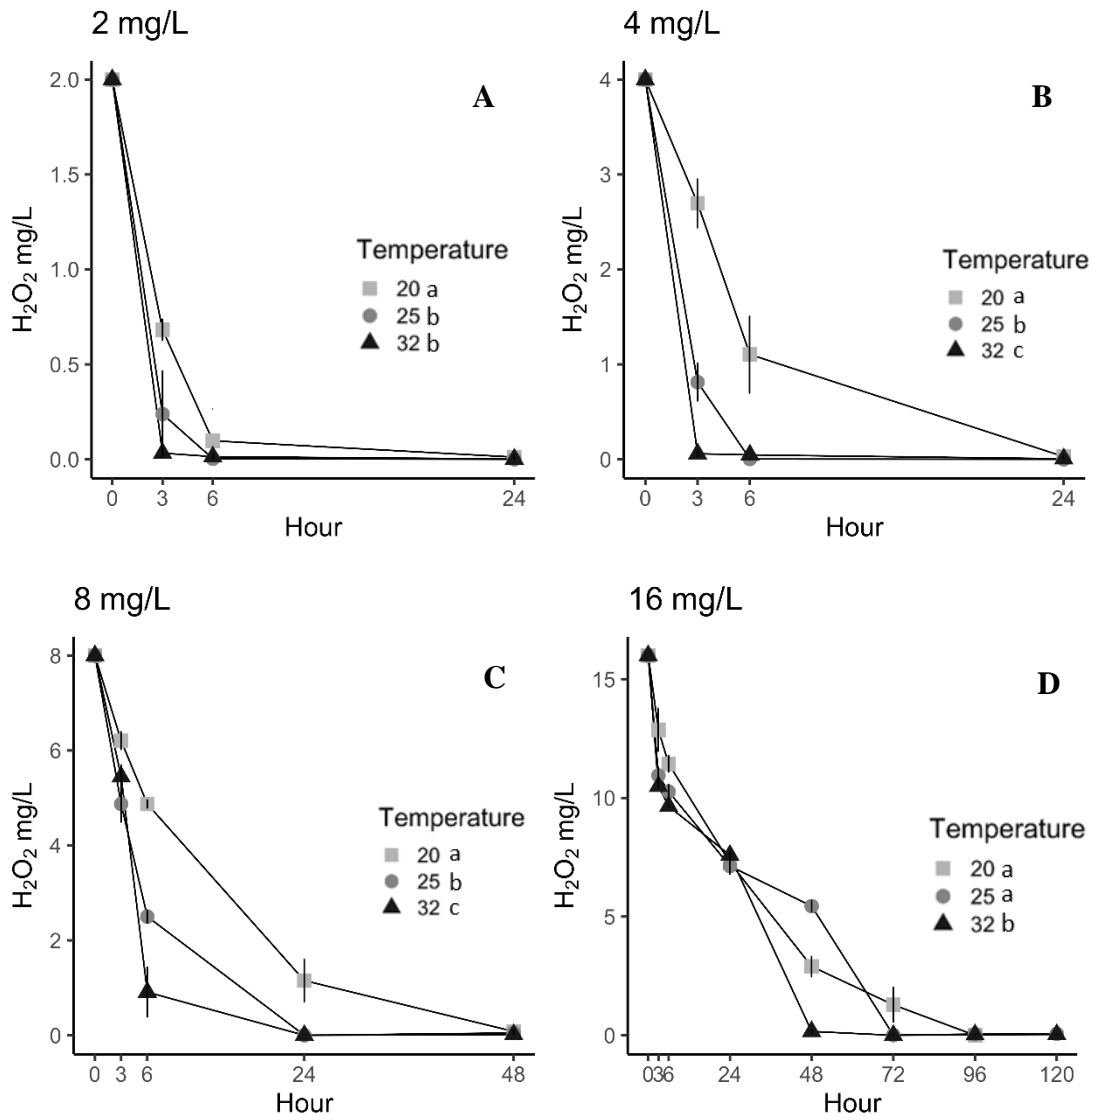 2 mg/L
A
2.0
1.5
1.0
0.5
0.0
H₂O₂ mg/L
Temperature
20 a
25 b
32 b
0 3 6 24
Hour
4 mg/L
B
4
3
2
1
0
H₂O₂ mg/L
Temperature
20 a
25 b
32 c
0 3 6 24
Hour
8 mg/L
C
8
6
4
2
0
H₂O₂ mg/L
Temperature
20 a
25 b
32 c
0 3 6 24 48
Hour
16 mg/L
D
15
10
5
0
H₂O₂ mg/L
Temperature
20 a
25 a
32 b
0 3 6 24 48 72 96 120
Hour